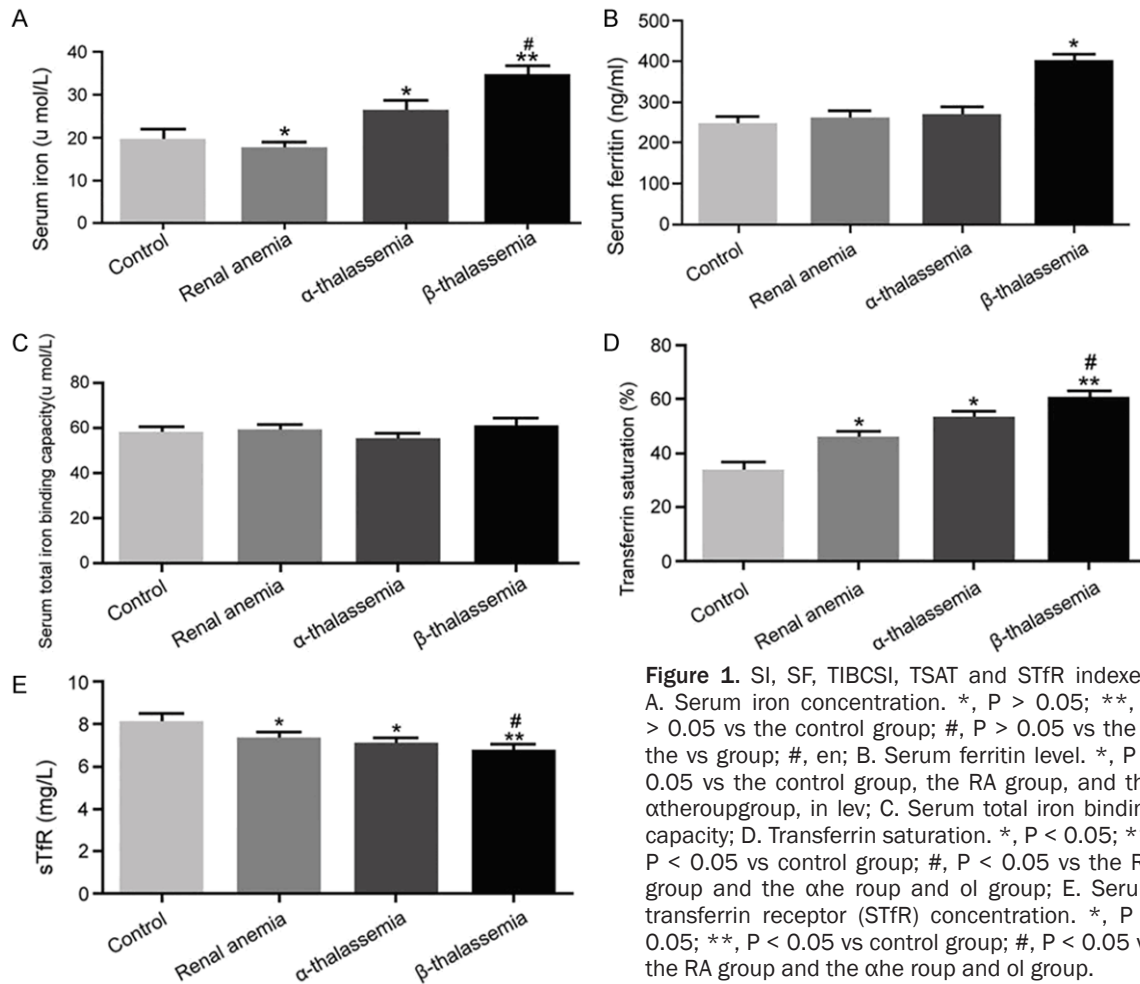 A
Serum iron (u mol/L)
40
30
20
10
0
*
*
#
**
Control
Renal anemia
α-thalassemia
β-thalassemia
B
Serum ferritin (ng/ml)
500
400
300
200
100
0
*
Control
Renal anemia
α-thalassemia
β-thalassemia
C
Serum total iron binding capacity(u mol/L)
80
60
40
20
0
Control
Renal anemia
α-thalassemia
β-thalassemia
D
Transferrin saturation (%)
80
60
40
20
0
*
*
#
**
Control
Renal anemia
α-thalassemia
β-thalassemia
E
sTfR (mg/L)
10
8
6
4
2
0
*
*
#
**
Control
Renal anemia
α-thalassemia
β-thalassemia
Figure 1. SI, SF, TIBCSI, TSAT and STfR indexe
A. Serum iron concentration. *, P > 0.05; **,
> 0.05 vs the control group; #, P > 0.05 vs the
the vs group; #, en; B. Serum ferritin level. *, P
0.05 vs the control group, the RA group, and th
αtheroupgroup, in lev; C. Serum total iron bindin
capacity; D. Transferrin saturation. *, P < 0.05; *
P < 0.05 vs control group; #, P < 0.05 vs the R
group and the αhe roup and ol group; E. Seru
transferrin receptor (STfR) concentration. *, P
0.05; **, P < 0.05 vs control group; #, P < 0.05 v
the RA group and the αhe roup and ol group.